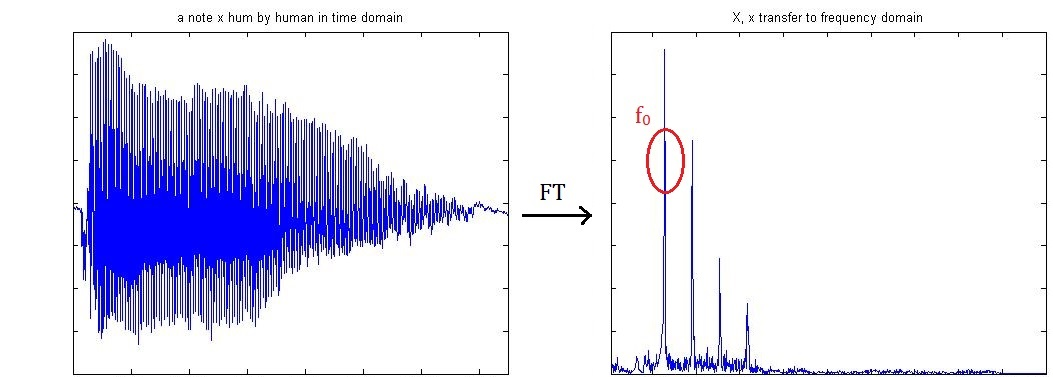 a note x hum by human in time domain
X, x transfer to frequency domain
f₀
FT